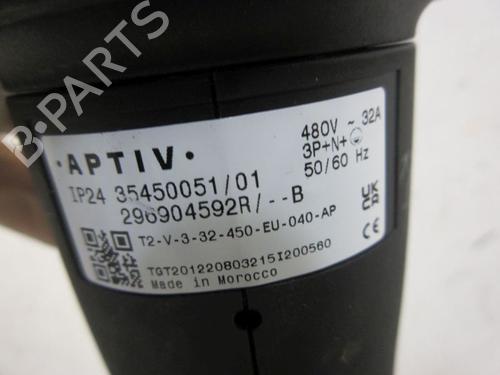 ·APTIV·
480V ~ 32A
3P+N+
50/60 Hz
IP24 35450051/01
296904592R/--B
T2-V-3-32-450-EU-040-AP
UK
CA
TGT201220803215I200560
Made in Morocco
B-PARTS